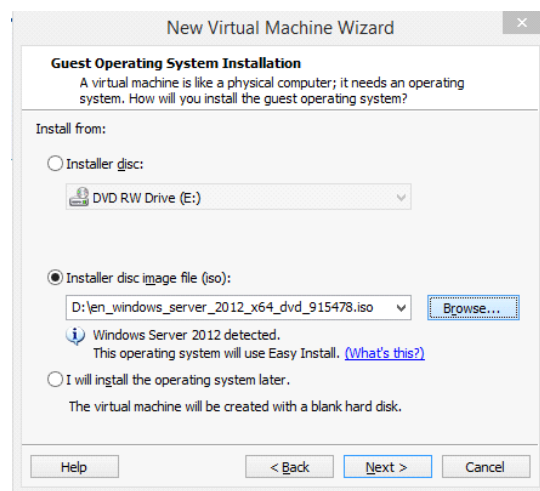 New Virtual Machine Wizard
Guest Operating System Installation
A virtual machine is like a physical computer; it needs an operating
system. How will you install the guest operating system?
Install from:
Installer disc:
DVD RW Drive (E:)
Installer disc image file (iso):
D:\en_windows_server_2012_x64_dvd_915478.iso
Browse...
Windows Server 2012 detected.
This operating system will use Easy Install. (What's this?)
I will install the operating system later.
The virtual machine will be created with a blank hard disk.
Help
< Back
Next >
Cancel